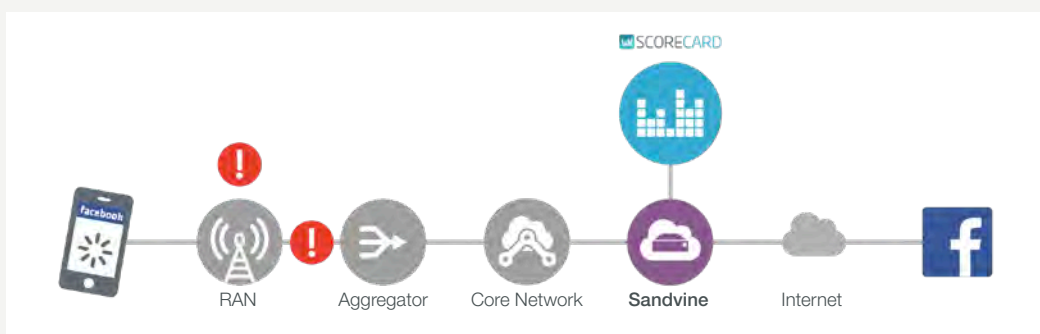 SCORECARD
facebook
RAN
Aggregator
Core Network
Sandvine
Internet